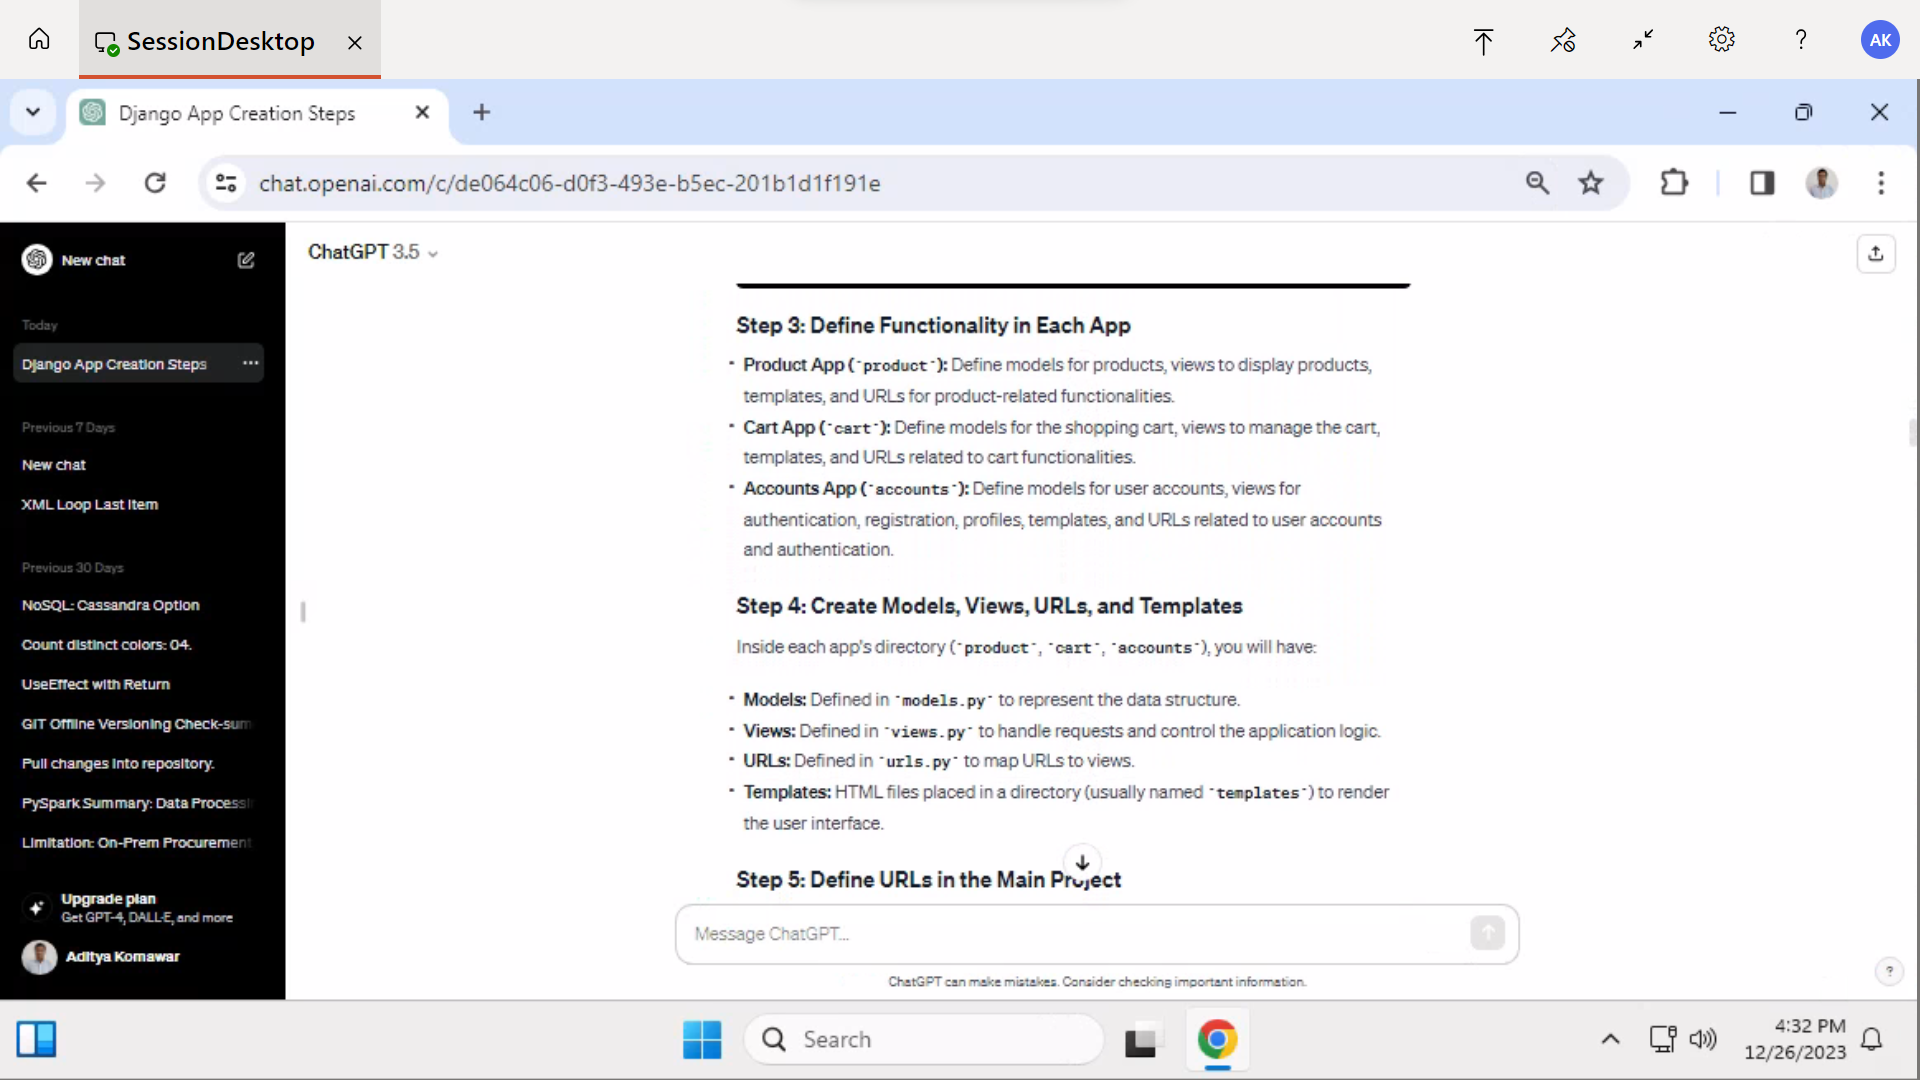 SessionDesktop
AK
Django App Creation Steps
chat.openai.com/c/de064c06-d0f3-493e-b5ec-201b1d1f191e
New chat
Today
Django App Creation Steps
Previous 7 Days
New chat
XML Loop Last Item
Previous 30 Days
NoSQL: Cassandra Option
Count distinct colors: 04.
UseEffect with Return
GIT Offline Versioning Check-sum
Pull changes into repository.
PySpark Summary: Data Processi
Limitation: On-Prem Procurement
Upgrade plan
Get GPT-4, DALL·E, and more
Aditya Komawar
ChatGPT 3.5
Step 3: Define Functionality in Each App
• Product App (`product`): Define models for products, views to display products,
templates, and URLs for product-related functionalities.
• Cart App (`cart`): Define models for the shopping cart, views to manage the cart,
templates, and URLs related to cart functionalities.
• Accounts App (`accounts`): Define models for user accounts, views for
authentication, registration, profiles, templates, and URLs related to user accounts
and authentication.
Step 4: Create Models, Views, URLs, and Templates
Inside each app's directory (`product`, `cart`, `accounts`), you will have:
• Models: Defined in `models.py` to represent the data structure.
• Views: Defined in `views.py` to handle requests and control the application logic.
• URLs: Defined in `urls.py` to map URLs to views.
• Templates: HTML files placed in a directory (usually named `templates`) to render
the user interface.
Step 5: Define URLs in the Main Project
Message ChatGPT...
ChatGPT can make mistakes. Consider checking important information.
?
Search
4:32 PM
12/26/2023